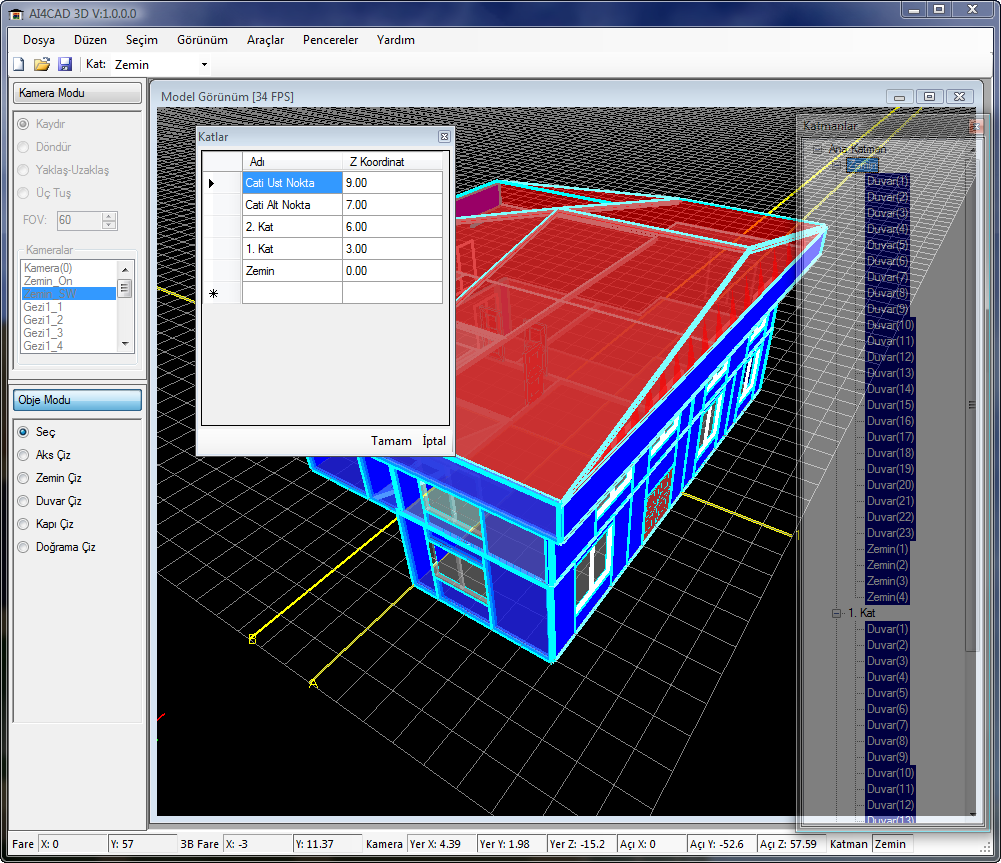 AI4CAD 3D V:1.0.0.0
Dosya Düzen Seçim Görünüm Araçlar Pencereler Yardım
Kat: Zemin
Kamera Modu
Kaydır
Döndür
Yaklaş-Uzaklaş
Üç Tuş
FOV: 60
Kameralar
Kamera(0)
Zemin_On
Zemin_SW
Gezi1_1
Gezi1_2
Gezi1_3
Gezi1_4
Obje Modu
Seç
Aks Çiz
Zemin Çiz
Duvar Çiz
Kapı Çiz
Doğrama Çiz
Model Görünüm [34 FPS]
Katlar
Adı Z Koordinat
Cati Ust Nokta 9.00
Cati Alt Nokta 7.00
2. Kat 6.00
1. Kat 3.00
Zemin 0.00
Tamam İptal
B
A
Katmanlar
Ana Katman
Duvar(1)
Duvar(2)
Duvar(3)
Duvar(4)
Duvar(5)
Duvar(6)
Duvar(7)
Duvar(8)
Duvar(9)
Duvar(10)
Duvar(11)
Duvar(12)
Duvar(13)
Duvar(14)
Duvar(15)
Duvar(16)
Duvar(17)
Duvar(18)
Duvar(19)
Duvar(20)
Duvar(21)
Duvar(22)
Duvar(23)
Zemin(1)
Zemin(2)
Zemin(3)
Zemin(4)
1. Kat
Duvar(1)
Duvar(2)
Duvar(3)
Duvar(4)
Duvar(5)
Duvar(6)
Duvar(7)
Duvar(8)
Duvar(9)
Duvar(10)
Duvar(11)
Duvar(12)
Duvar(13)
Fare X: 0 Y: 57 3B Fare X: -3 Y: 11.37 Kamera Yer X: 4.39 Yer Y: 1.98 Yer Z: -15.2 Açı X: 0 Açı Y: -52.6 Açı Z: 57.59 Katman Zemin